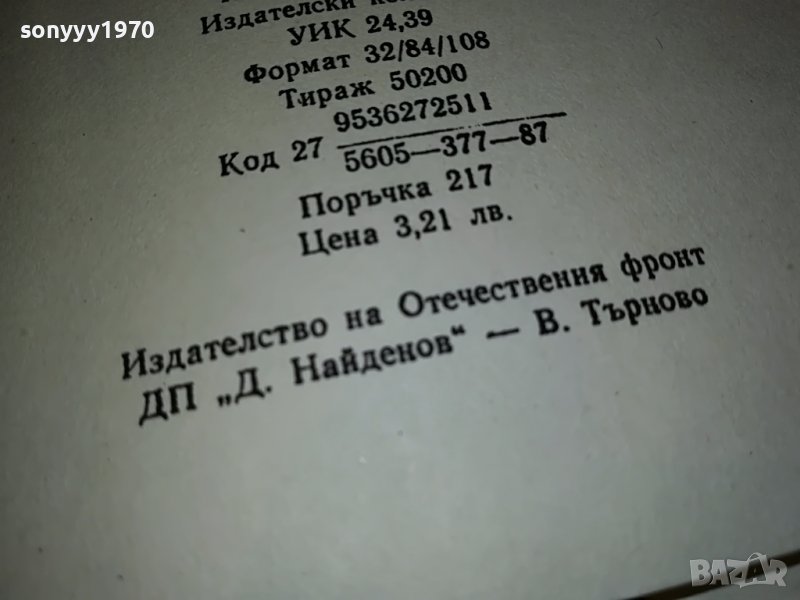 sonyyy1970
Издателски
УИК 24,39
Формат 32/84/108
Тираж 50200
Код 27 9536272511
5605—377—87
Поръчка 217
Цена 3,21 лв.
Издателство на Отечествения фронт
ДП „Д. Найденов“ — В. Търново
BAZAR